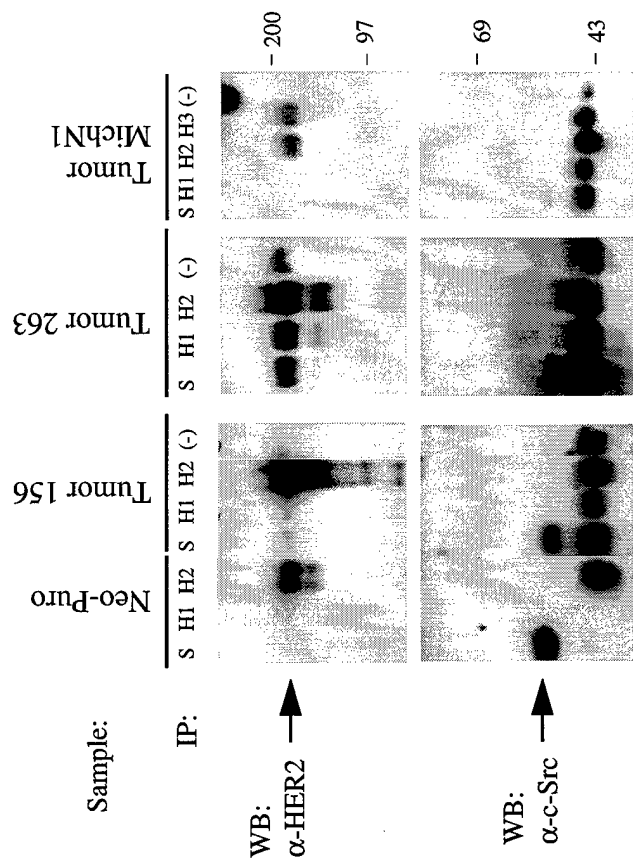 Sample:
Neo-Puro
Tumor 156
Tumor 263
Tumor
MichN1
IP:
S H1 H2
S H1 H2 (-)
S H1 H2 (-)
S H1 H2 H3 (-)
WB:
α-HER2
- 200
- 97
WB:
α-c-Src
- 69
- 43